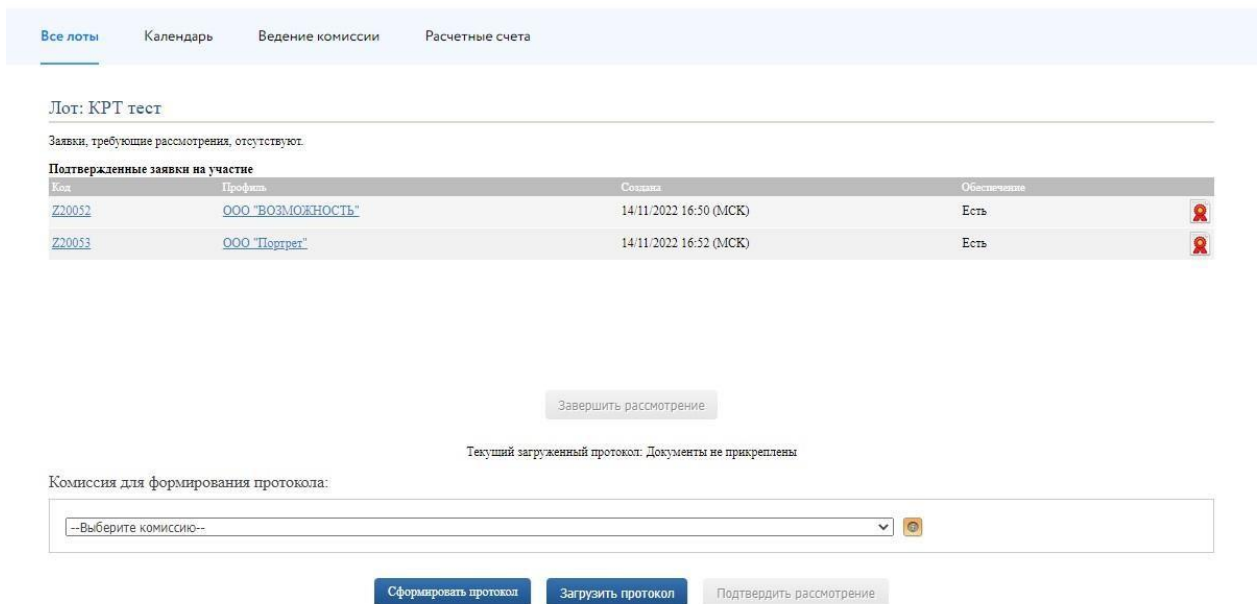 Все лоты Календарь Ведение комиссии Расчетные счета
Лот: КРТ тест
Заявки, требующие рассмотрения, отсутствуют.
Подтвержденные заявки на участие
Код Профиль Создана Обеспечение
Z20052 ООО "ВОЗМОЖНОСТЬ" 14/11/2022 16:50 (МСК) Есть
Z20053 ООО "Портрет" 14/11/2022 16:52 (МСК) Есть
Завершить рассмотрение
Текущий загруженный протокол: Документы не прикреплены
Комиссия для формирования протокола:
--Выберите комиссию--
Сформировать протокол Загрузить протокол Подтвердить рассмотрение